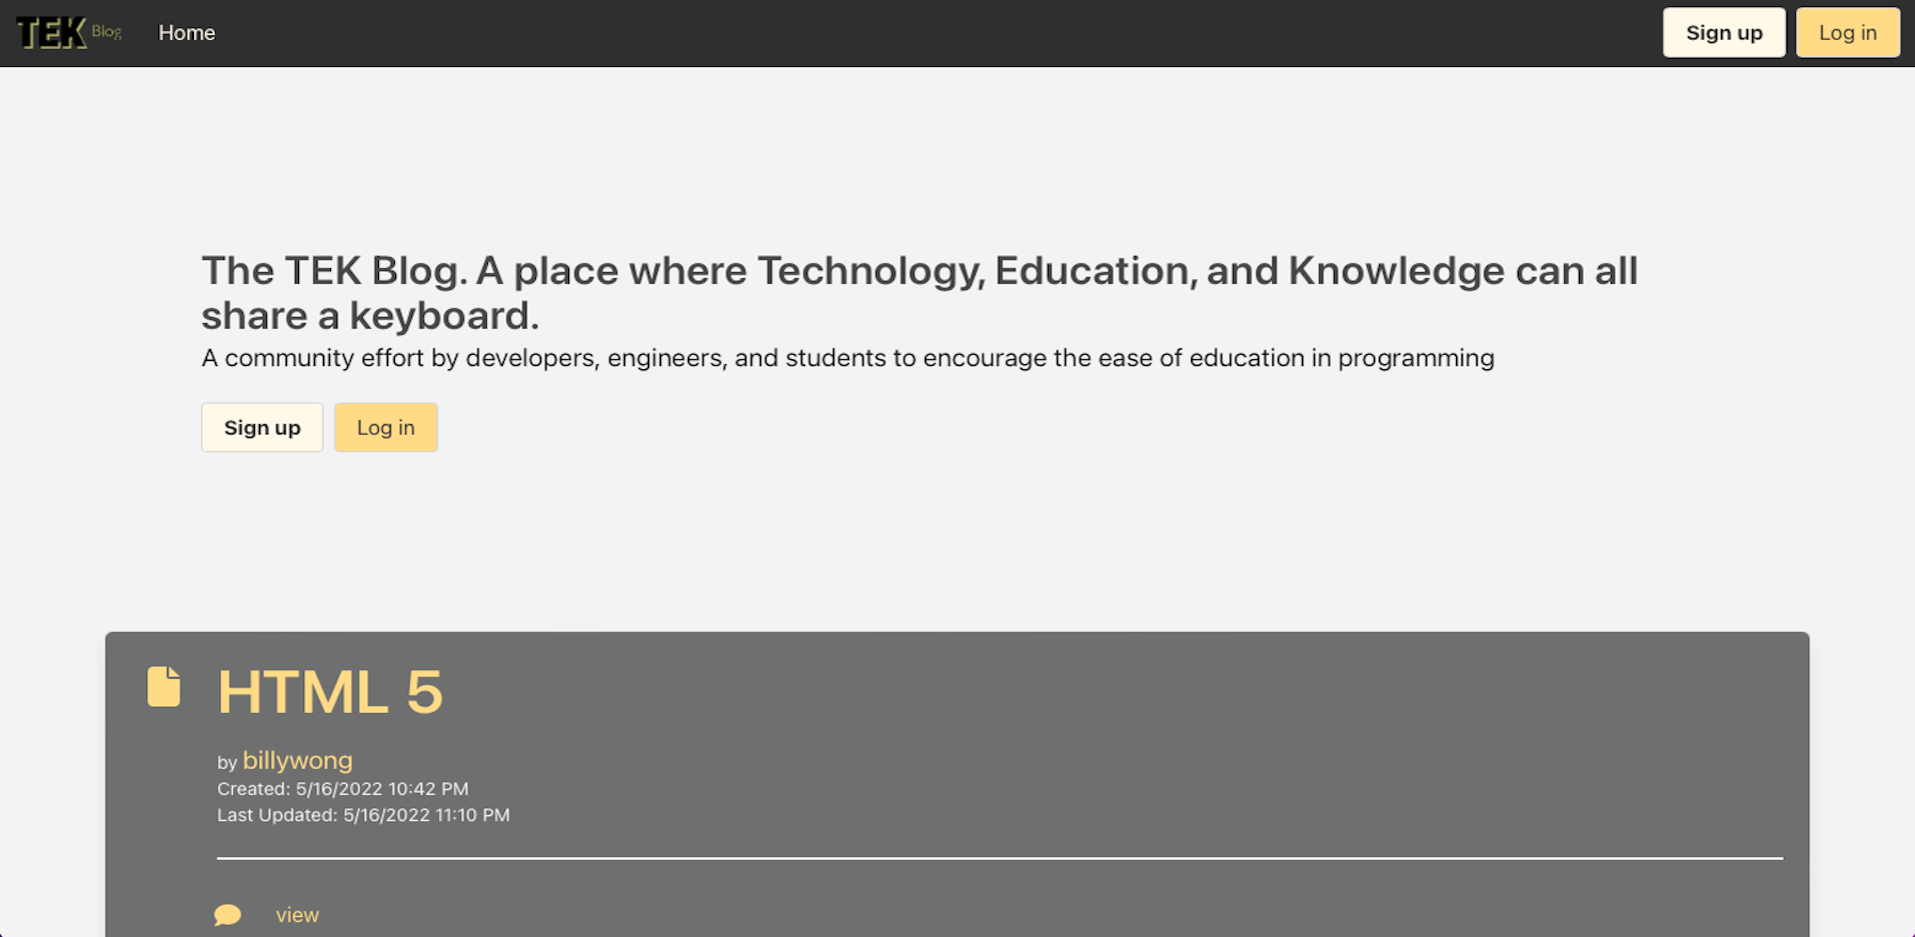 TEK Blog Home Sign up Log in
The TEK Blog. A place where Technology, Education, and Knowledge can all
share a keyboard.
A community effort by developers, engineers, and students to encourage the ease of education in programming
Sign up Log in
HTML 5
by billywong
Created: 5/16/2022 10:42 PM
Last Updated: 5/16/2022 11:10 PM
view